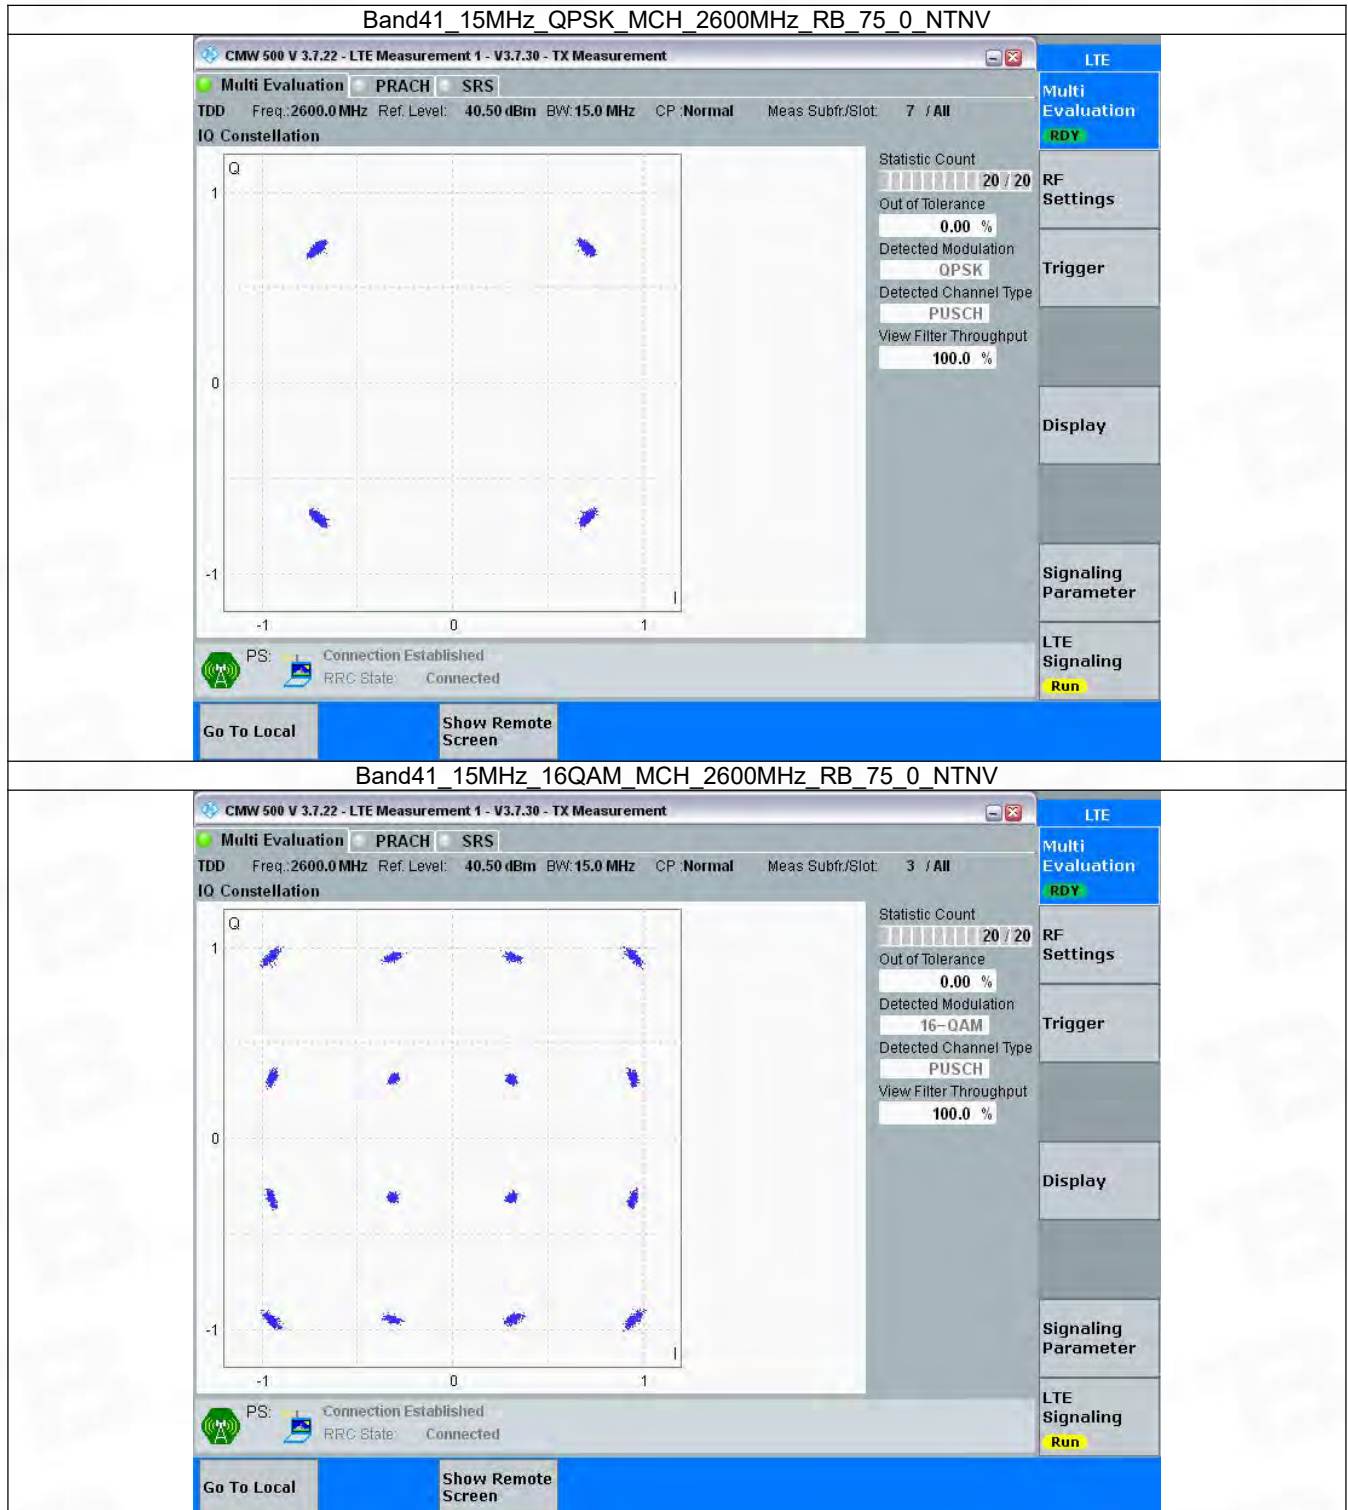 Band41_15MHz_QPSK_MCH_2600MHz_RB_75_0_NTNV
CMW 500 V 3.7.22 - LTE Measurement 1 - V3.7.30 - TX Measurement
LTE
Multi Evaluation PRACH SRS
Multi
Evaluation
RDY
TDD Freq.:2600.0 MHz Ref. Level: 40.50 dBm BW:15.0 MHz CP :Normal Meas Subfr./Slot: 7 / All
IQ Constellation
Q
1
0
-1
I
-1 0 1
Statistic Count
20 / 20
Out of Tolerance
0.00 %
Detected Modulation
QPSK
Detected Channel Type
PUSCH
View Filter Throughput
100.0 %
RF
Settings
Trigger
Display
Signaling
Parameter
LTE
Signaling
Run
PS: Connection Established
RRC State: Connected
Go To Local
Show Remote
Screen
Band41_15MHz_16QAM_MCH_2600MHz_RB_75_0_NTNV
CMW 500 V 3.7.22 - LTE Measurement 1 - V3.7.30 - TX Measurement
LTE
Multi Evaluation PRACH SRS
Multi
Evaluation
RDY
TDD Freq.:2600.0 MHz Ref. Level: 40.50 dBm BW:15.0 MHz CP :Normal Meas Subfr./Slot: 3 / All
IQ Constellation
Q
1
0
-1
I
-1 0 1
Statistic Count
20 / 20
Out of Tolerance
0.00 %
Detected Modulation
16-QAM
Detected Channel Type
PUSCH
View Filter Throughput
100.0 %
RF
Settings
Trigger
Display
Signaling
Parameter
LTE
Signaling
Run
PS: Connection Established
RRC State: Connected
Go To Local
Show Remote
Screen